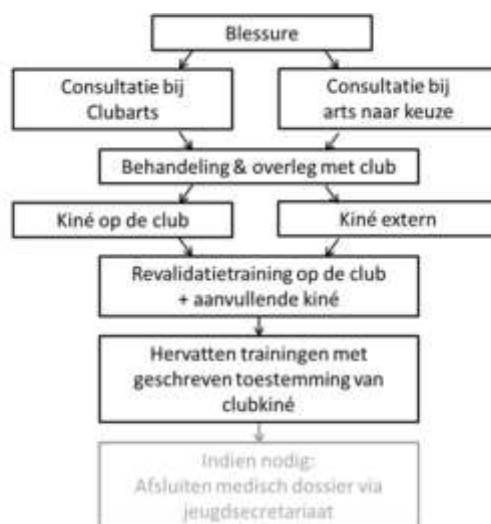 Blessure
Consultatie bij
Clubarts
Consultatie bij
arts naar keuze
Behandeling & overleg met club
Kiné op de club
Kiné extern
Revalidatietraining op de club
+ aanvullende kiné
Hervatten trainingen met
geschreven toestemming van
clubkiné
Indien nodig:
Afsluiten medisch dossier via
jeugdsecretariaat